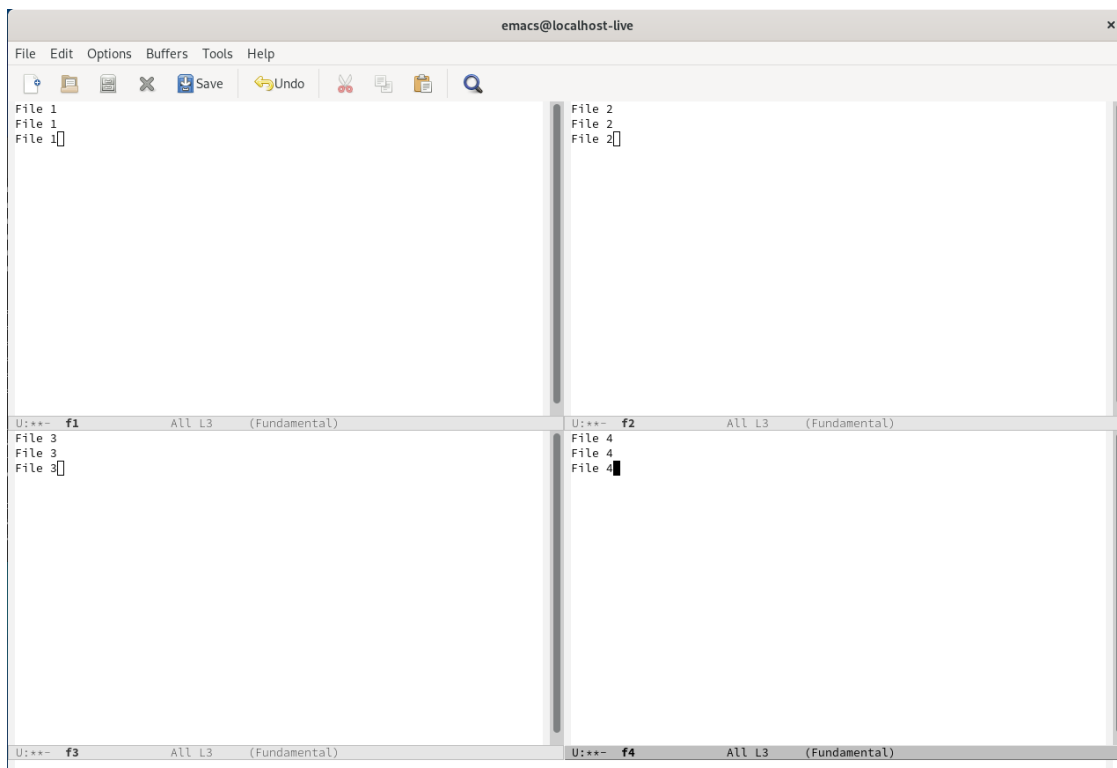 emacs@localhost-live
×
File Edit Options Buffers Tools Help
Save Undo
File 1
File 1
File 1
U:**- f1 All L3 (Fundamental)
File 2
File 2
File 2
U:**- f2 All L3 (Fundamental)
File 3
File 3
File 3
U:**- f3 All L3 (Fundamental)
File 4
File 4
File 4
U:**- f4 All L3 (Fundamental)